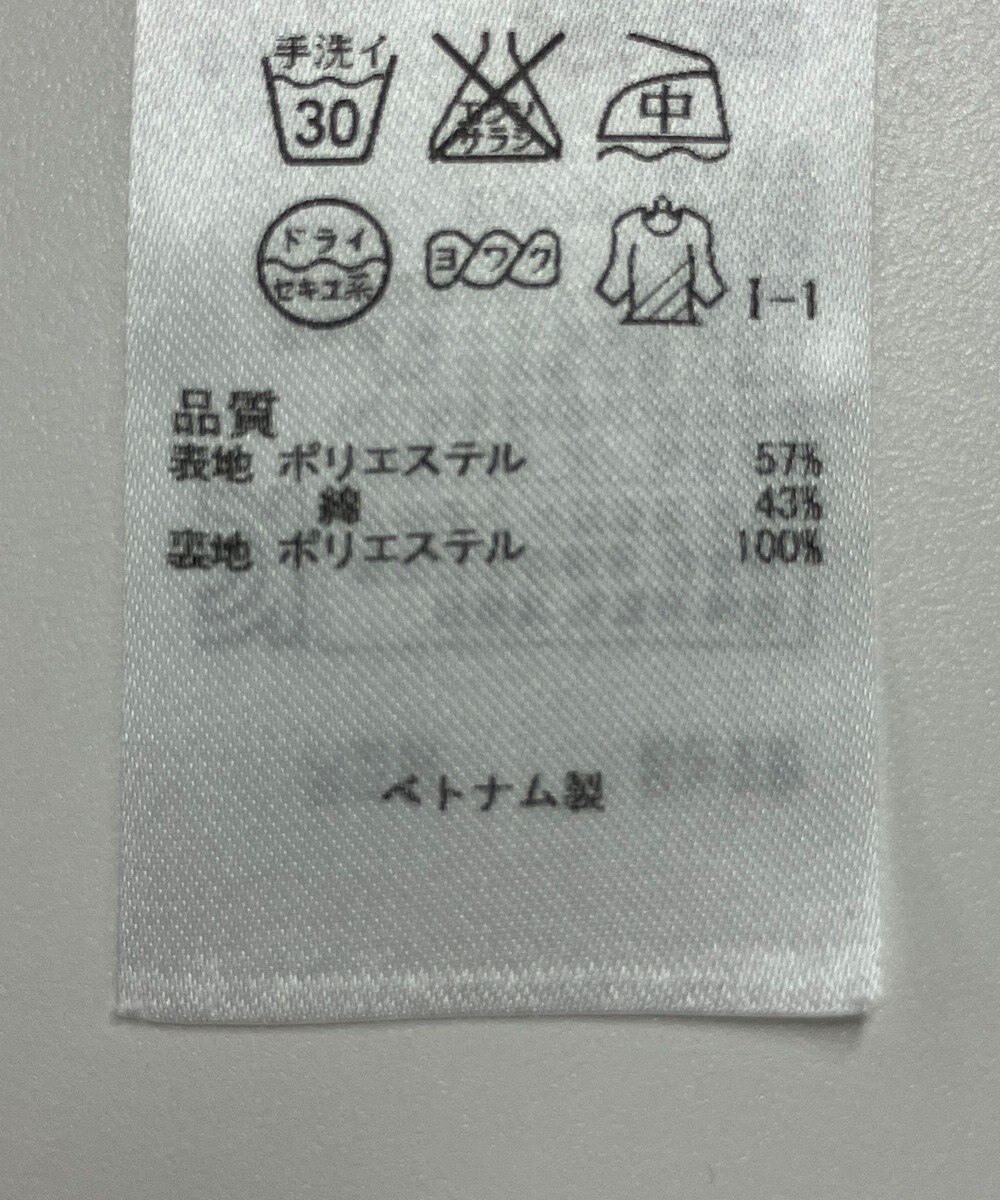 手洗イ
30
エンソ
サラシ
中
ドライ
セキユ系
ヨワク
I-1
品質
表地 ポリエステル 57%
綿 43%
裏地 ポリエステル 100%
ベトナム製